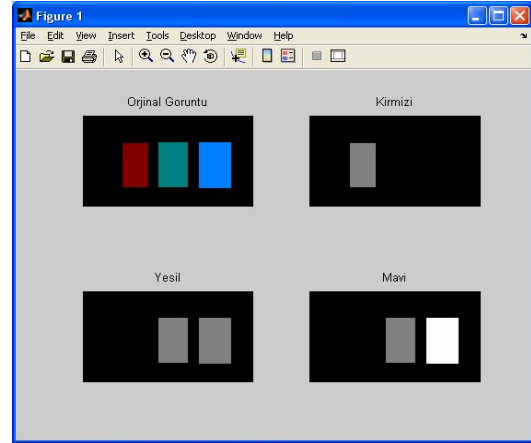 Figure 1
File Edit View Insert Tools Desktop Window Help
Orjinal Goruntu
Kirmizi
Yesil
Mavi